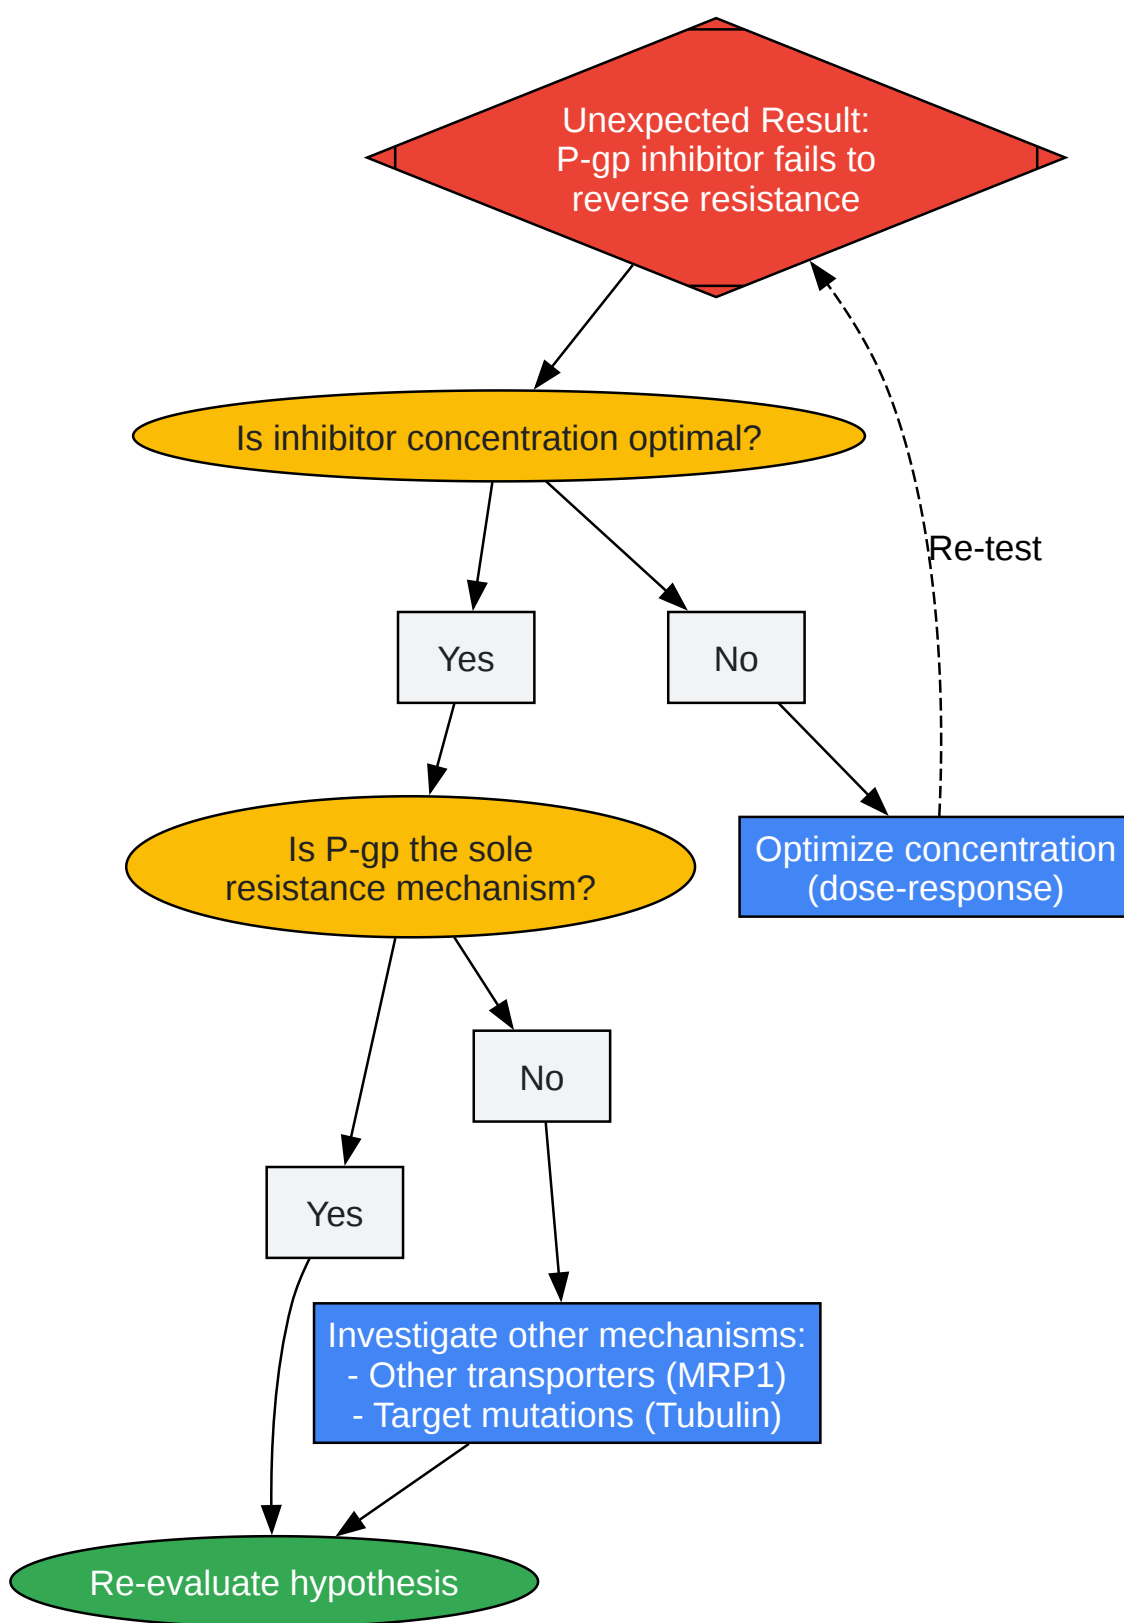 Unexpected Result:
P-gp inhibitor fails to
reverse resistance
Is inhibitor concentration optimal?
Re-test
Yes
No
Is P-gp the sole
resistance mechanism?
Optimize concentration
(dose-response)
No
Yes
Investigate other mechanisms:
- Other transporters (MRP1)
- Target mutations (Tubulin)
Re-evaluate hypothesis